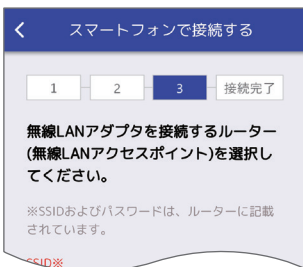 スマートフォンで接続する
1 2 3 接続完了
無線LANアダプタを接続するルーター
(無線LANアクセスポイント)を選択し
てください。
※SSIDおよびパスワードは、ルーターに記載
されています。
SSID※